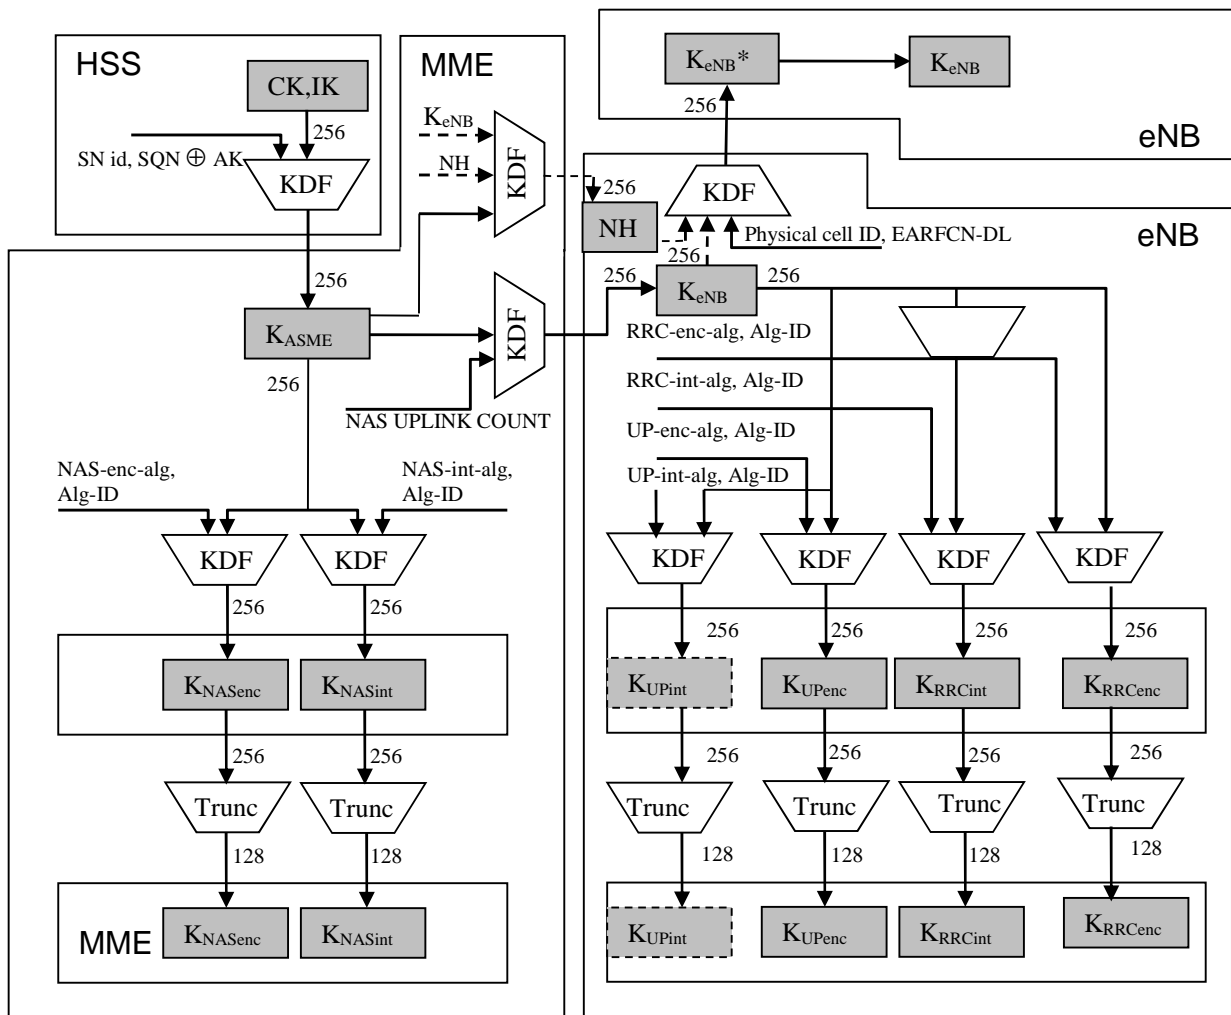 HSS
CK,IK
256
SN id, SQN ⊕ AK
KDF
256
MME
KeNB
NH
KDF
256
NH
KeNB*
KeNB
256
eNB
KDF
Physical cell ID, EARFCN-DL
eNB
256
KASME
256
KDF
NAS UPLINK COUNT
256
KeNB
256
RRC-enc-alg, Alg-ID
RRC-int-alg, Alg-ID
UP-enc-alg, Alg-ID
UP-int-alg, Alg-ID
NAS-enc-alg,
Alg-ID
NAS-int-alg,
Alg-ID
KDF
KDF
KDF
KDF
KDF
KDF
256
256
256
256
256
256
KNASenc
KNASint
KUPint
KUPenc
KRRCint
KRRCenc
256
256
256
256
256
256
Trunc
Trunc
Trunc
Trunc
Trunc
Trunc
128
128
128
128
128
128
MME
KNASenc
KNASint
KUPint
KUPenc
KRRCint
KRRCenc